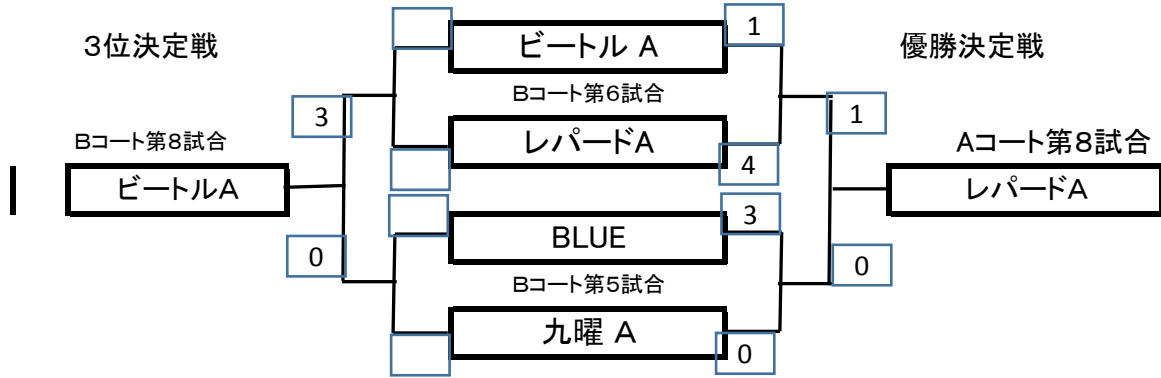 3位決定戦
ビートル A
1
優勝決定戦
Bコート第6試合
3
1
Bコート第8試合
レパードA
4
Aコート第8試合
ビートルA
レパードA
BLUE
3
0
Bコート第5試合
0
九曜 A
0